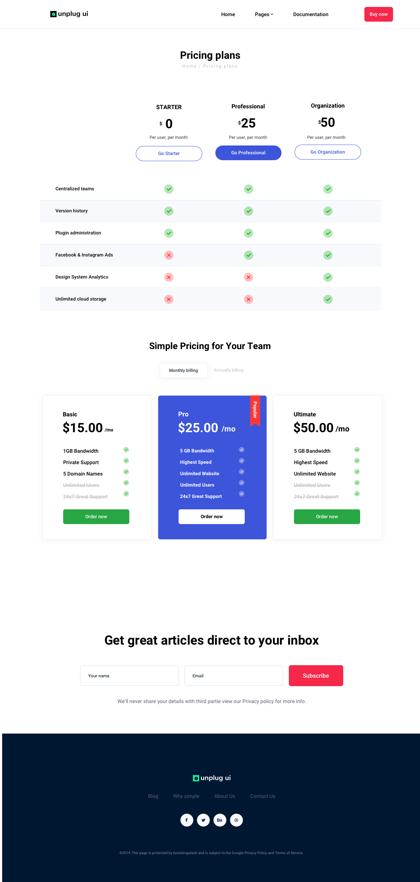 unplug ui
Home Pages Documentation Buy now
Pricing plans
Home / Pricing plans
STARTER Professional Organization
$ 0 $25 $50
Per user, per month Per user, per month Per user, per month
Go Starter Go Professional Go Organization
Centralized teams
Version history
Plugin administration
Facebook & Instagram Ads
Design System Analytics
Unlimited cloud storage
Simple Pricing for Your Team
Monthly billing Annually billing
Basic
$15.00 /mo
1GB Bandwidth
Private Support
5 Domain Names
Unlimited Users
24x7 Great Support
Order now
Popular
Pro
$25.00 /mo
5 GB Bandwidth
Highest Speed
Unlimited Website
Unlimited Users
24x7 Great Support
Order now
Ultimate
$50.00 /mo
5 GB Bandwidth
Highest Speed
Unlimited Website
Unlimited Users
24x7 Great Support
Order now
Get great articles direct to your inbox
Your name Email Subscribe
We'll never share your details with third partie view our Privacy policy for more info.
unplug ui
Blog Why simple About Us Contact Us
©2019 This page is protected by and is subject to the Google Privacy Policy and Terms of Service.